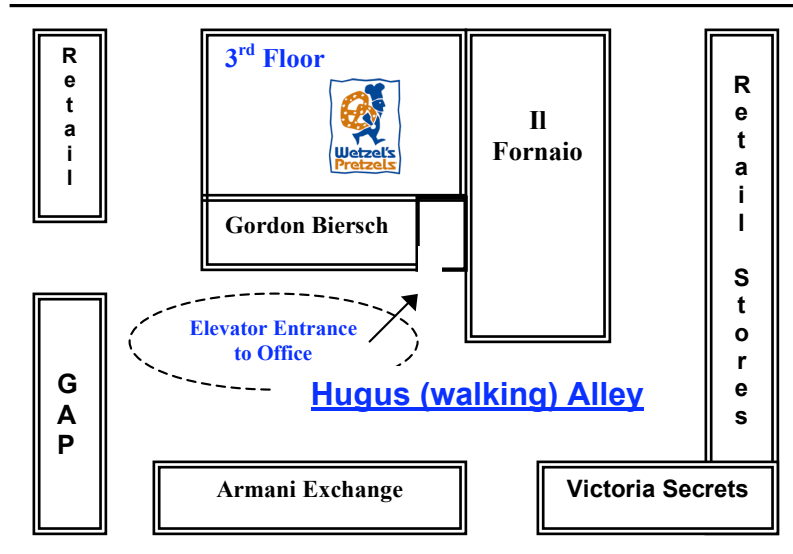 Retail
3rd Floor
Wetzel's
Pretzels
Il
Fornaio
Retail Stores
Gordon Biersch
Elevator Entrance
to Office
Hugus (walking) Alley
GAP
Armani Exchange
Victoria Secrets